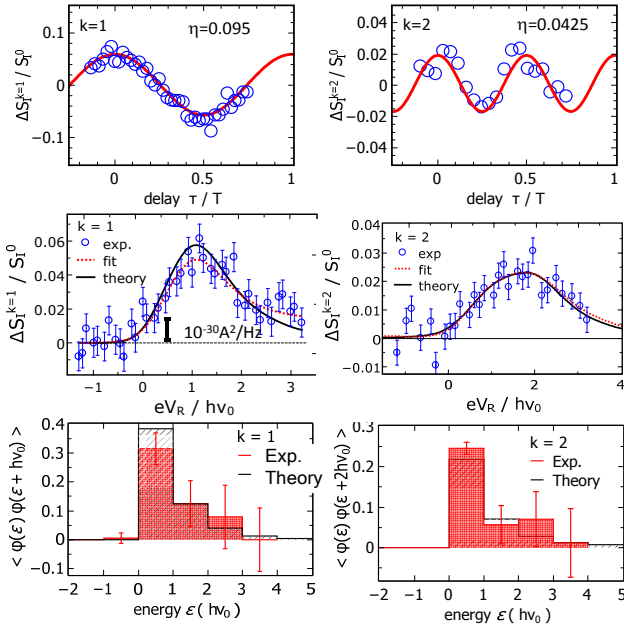 k=1
η=0.095
ΔS_I^{k=1} / S_I^0
0.1
0
−0.1
0
0.5
1
delay τ / T
k=2
η=0.0425
ΔS_I^{k=2} / S_I^0
0.04
0.02
0.00
-0.02
-0.04
0
0.5
1
delay τ / T
k = 1
exp.
fit
theory
10^{-30}A^2/Hz
ΔS_I^{k=1} / S_I^0
0.06
0.04
0.02
0
−1
0
1
2
3
eV_R / hν_0
k = 2
exp
fit
theory
ΔS_I^{k=2} / S_I^0
0.04
0.03
0.02
0.01
0.00
−0.01
0
2
4
eV_R / hν_0
k = 1
Exp.
Theory
< φ(ε) φ(ε + hν_0) >
0.4
0.3
0.2
0.1
0
−0.1
−2
−1
0
1
2
3
4
5
energy ε ( hν_0)
k = 2
Exp.
Theory
< φ(ε) φ(ε +2hν_0) >
0.3
0.2
0.1
0
−2
−1
0
1
2
3
4
5
energy ε ( hν_0)